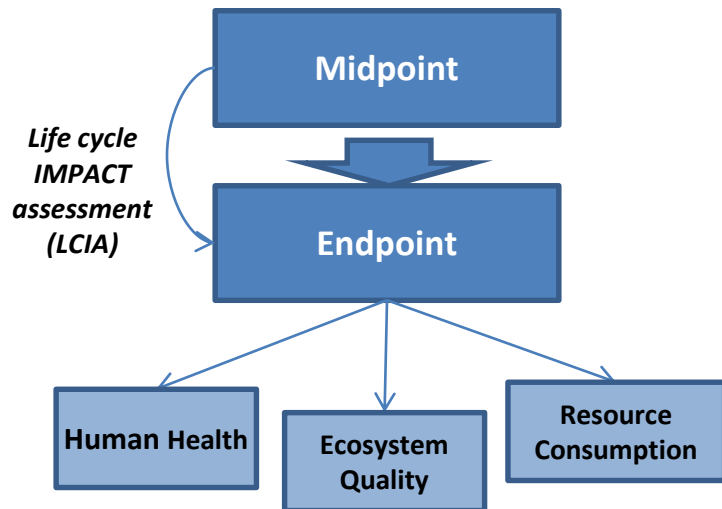 Midpoint
Life cycle
IMPACT
assessment
(LCIA)
Endpoint
Human Health
Ecosystem
Quality
Resource
Consumption